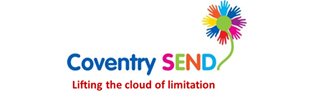 Coventry SEND
Lifting the cloud of limitation